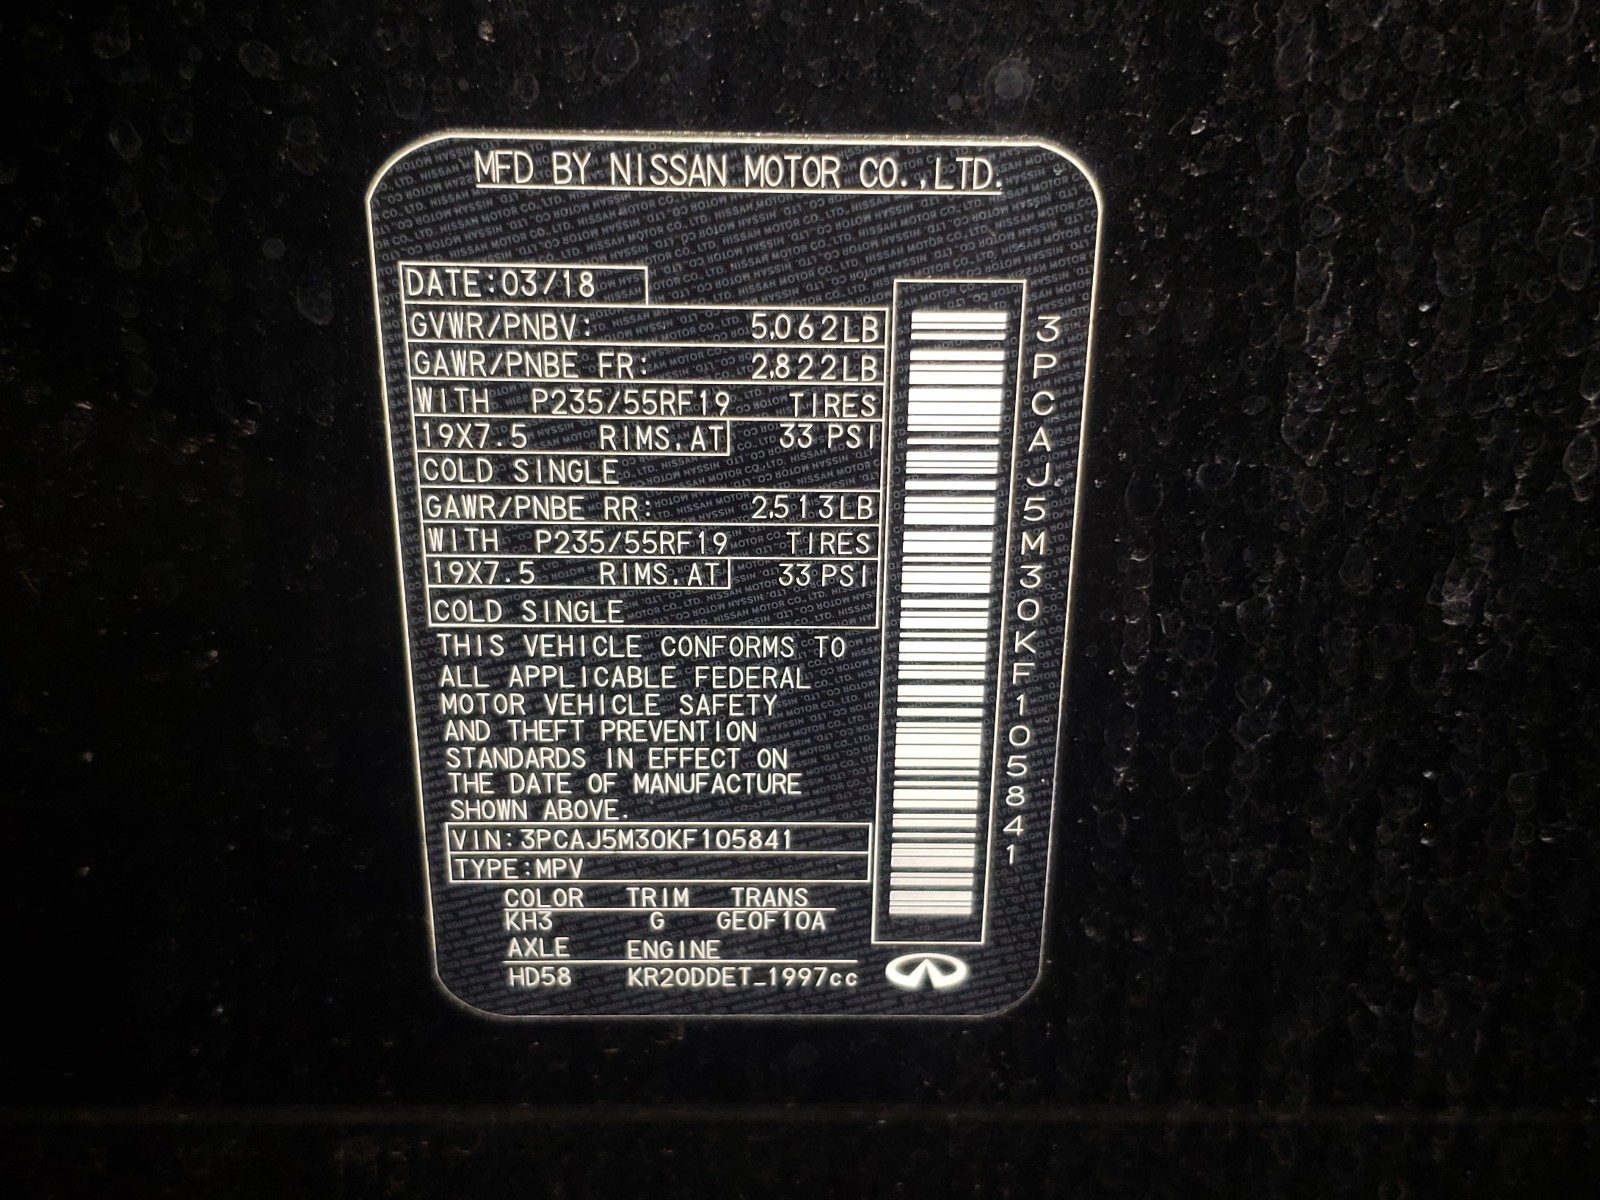 MFD BY NISSAN MOTOR CO.,LTD.
DATE:03/18
GVWR/PNBV: 5,062LB
GAWR/PNBE FR: 2,822LB
WITH P235/55RF19 TIRES
19X7.5 RIMS.AT 33 PSI
COLD SINGLE
GAWR/PNBE RR: 2,513LB
WITH P235/55RF19 TIRES
19X7.5 RIMS.AT 33 PSI
COLD SINGLE
THIS VEHICLE CONFORMS TO
ALL APPLICABLE FEDERAL
MOTOR VEHICLE SAFETY
AND THEFT PREVENTION
STANDARDS IN EFFECT ON
THE DATE OF MANUFACTURE
SHOWN ABOVE.
VIN:3PCAJ5M30KF105841
TYPE:MPV
COLOR TRIM TRANS
KH3 G GE0F10A
AXLE ENGINE
HD58 KR20DDET_1997cc
3PCAJ5M30KF105841